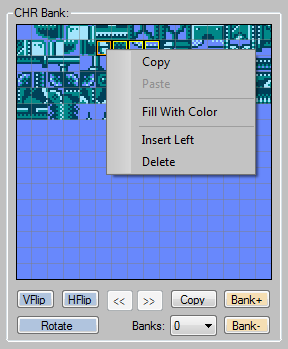 CHR Bank:
Copy
Paste
Fill With Color
Insert Left
Delete
VFlip HFlip << >> Copy Bank+
Rotate Banks: 0 Bank-